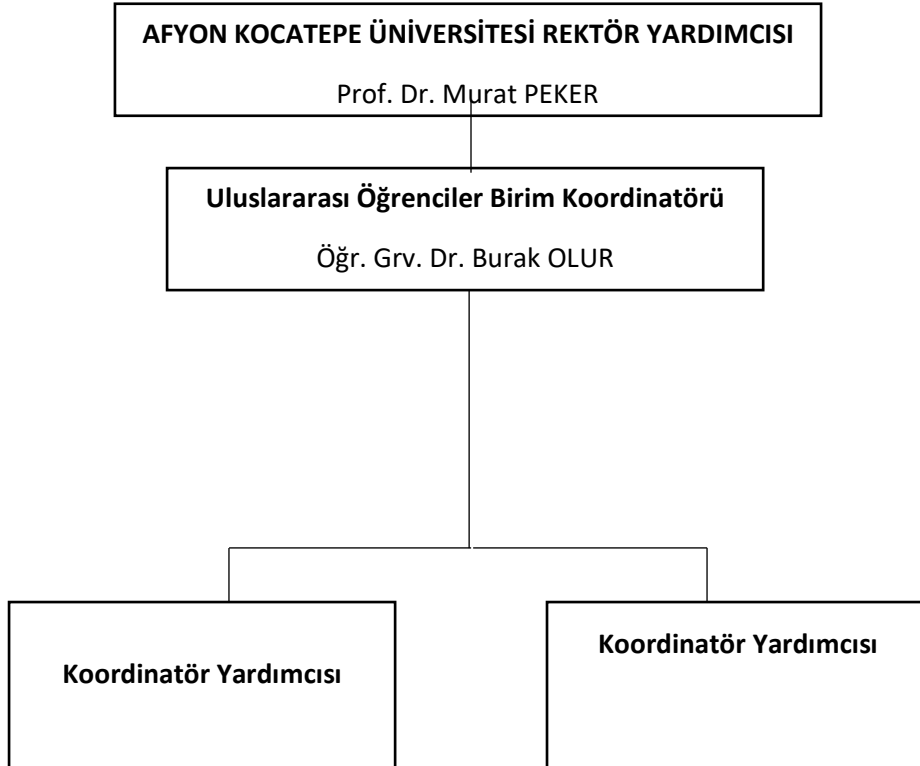 AFYON KOCATEPE ÜNİVERSİTESİ REKTÖR YARDIMCISI
Prof. Dr. Murat PEKER
Uluslararası Öğrenciler Birim Koordinatörü
Öğr. Grv. Dr. Burak OLUR
Koordinatör Yardımcısı
Koordinatör Yardımcısı